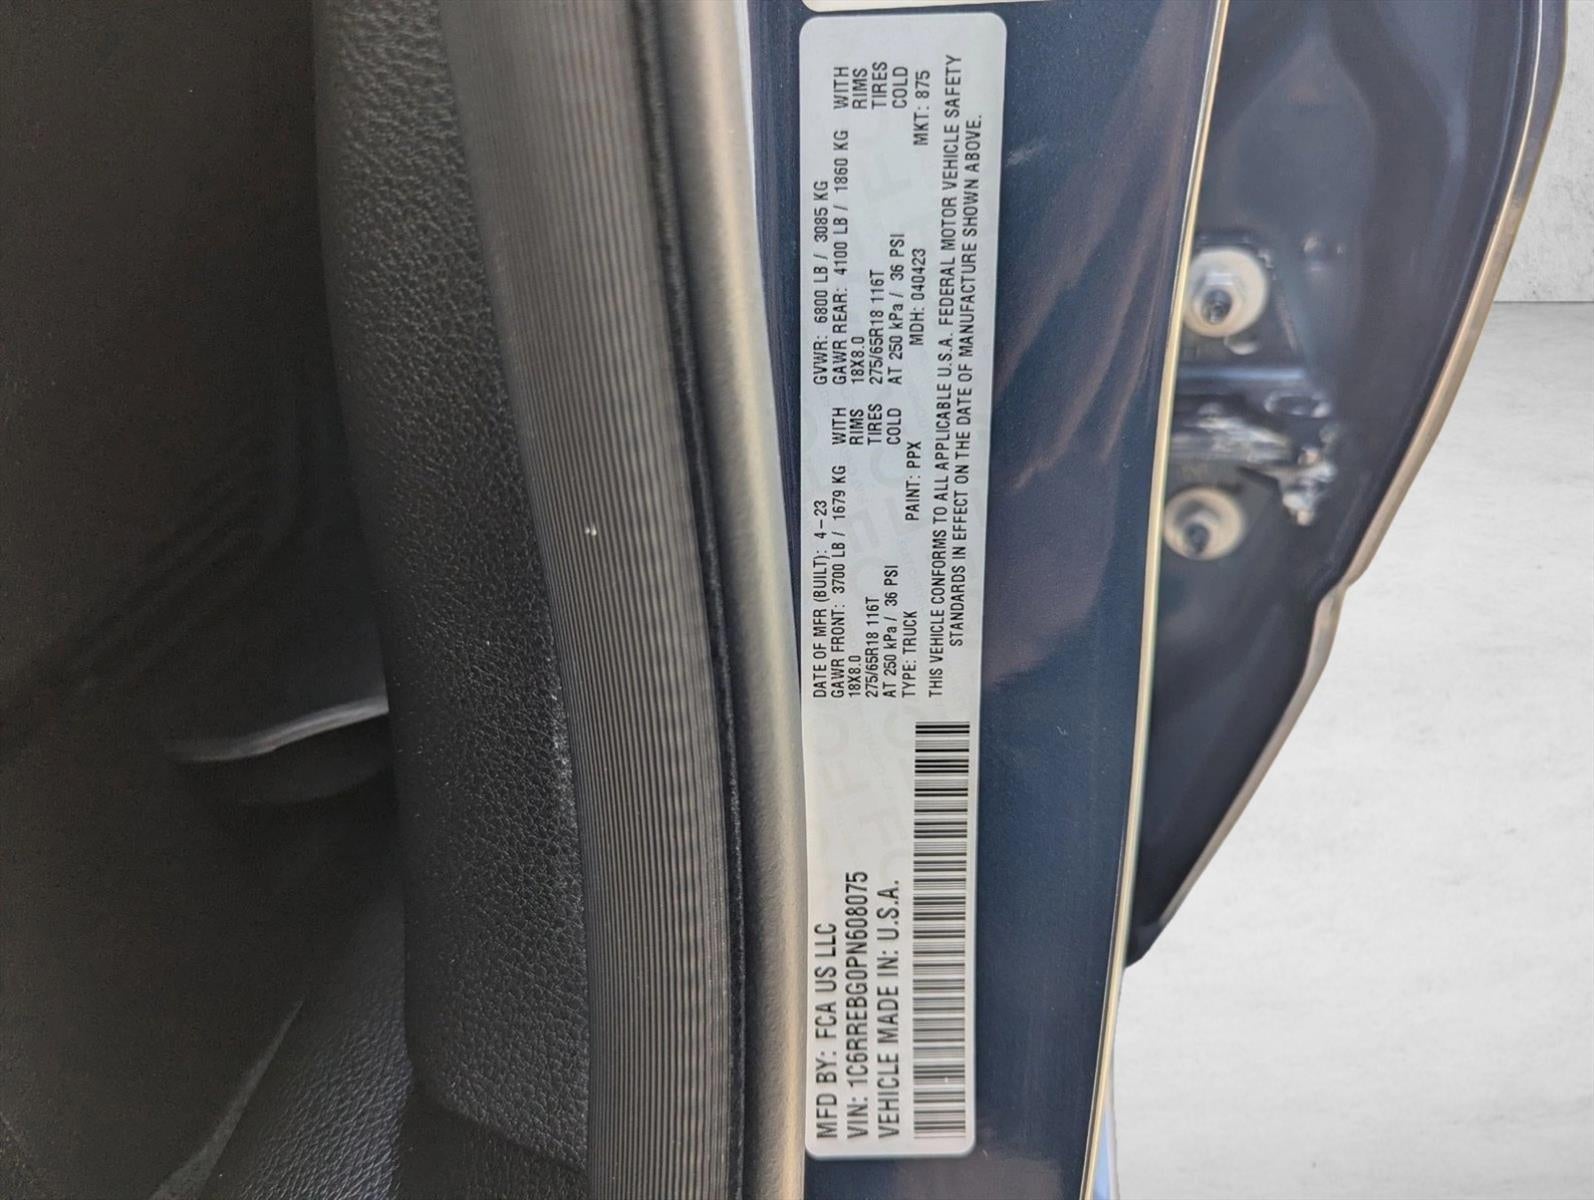 MFD BY: FCA US LLC
VIN: 1C6RREBG0PN608075
VEHICLE MADE IN: U.S.A.
DATE OF MFR (BUILT): 4-23 GVWR: 6800 LB / 3085 KG
GAWR FRONT: 3700 LB / 1679 KG WITH GAWR REAR: 4100 LB / 1860 KG WITH
18X8.0 RIMS 18X8.0 RIMS
275/65R18 116T TIRES 275/65R18 116T TIRES
AT 250 kPa / 36 PSI COLD AT 250 kPa / 36 PSI COLD
TYPE: TRUCK PAINT: PPX MDH: 040423 MKT: 875
THIS VEHICLE CONFORMS TO ALL APPLICABLE U.S.A. FEDERAL MOTOR VEHICLE SAFETY
STANDARDS IN EFFECT ON THE DATE OF MANUFACTURE SHOWN ABOVE.